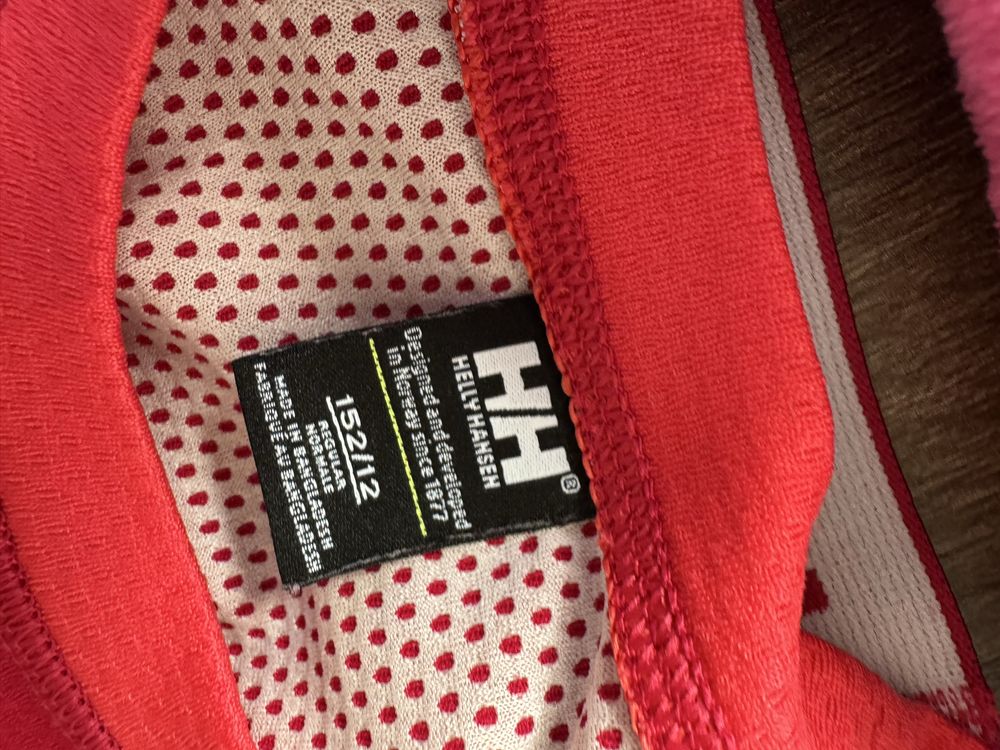 HH®
HELLY HANSEN
Designed and developed
in Norway since 1877
152/12
REGULAR
NORMALE
MADE IN BANGLADESH
FABRIQUÉ AU BANGLADESH